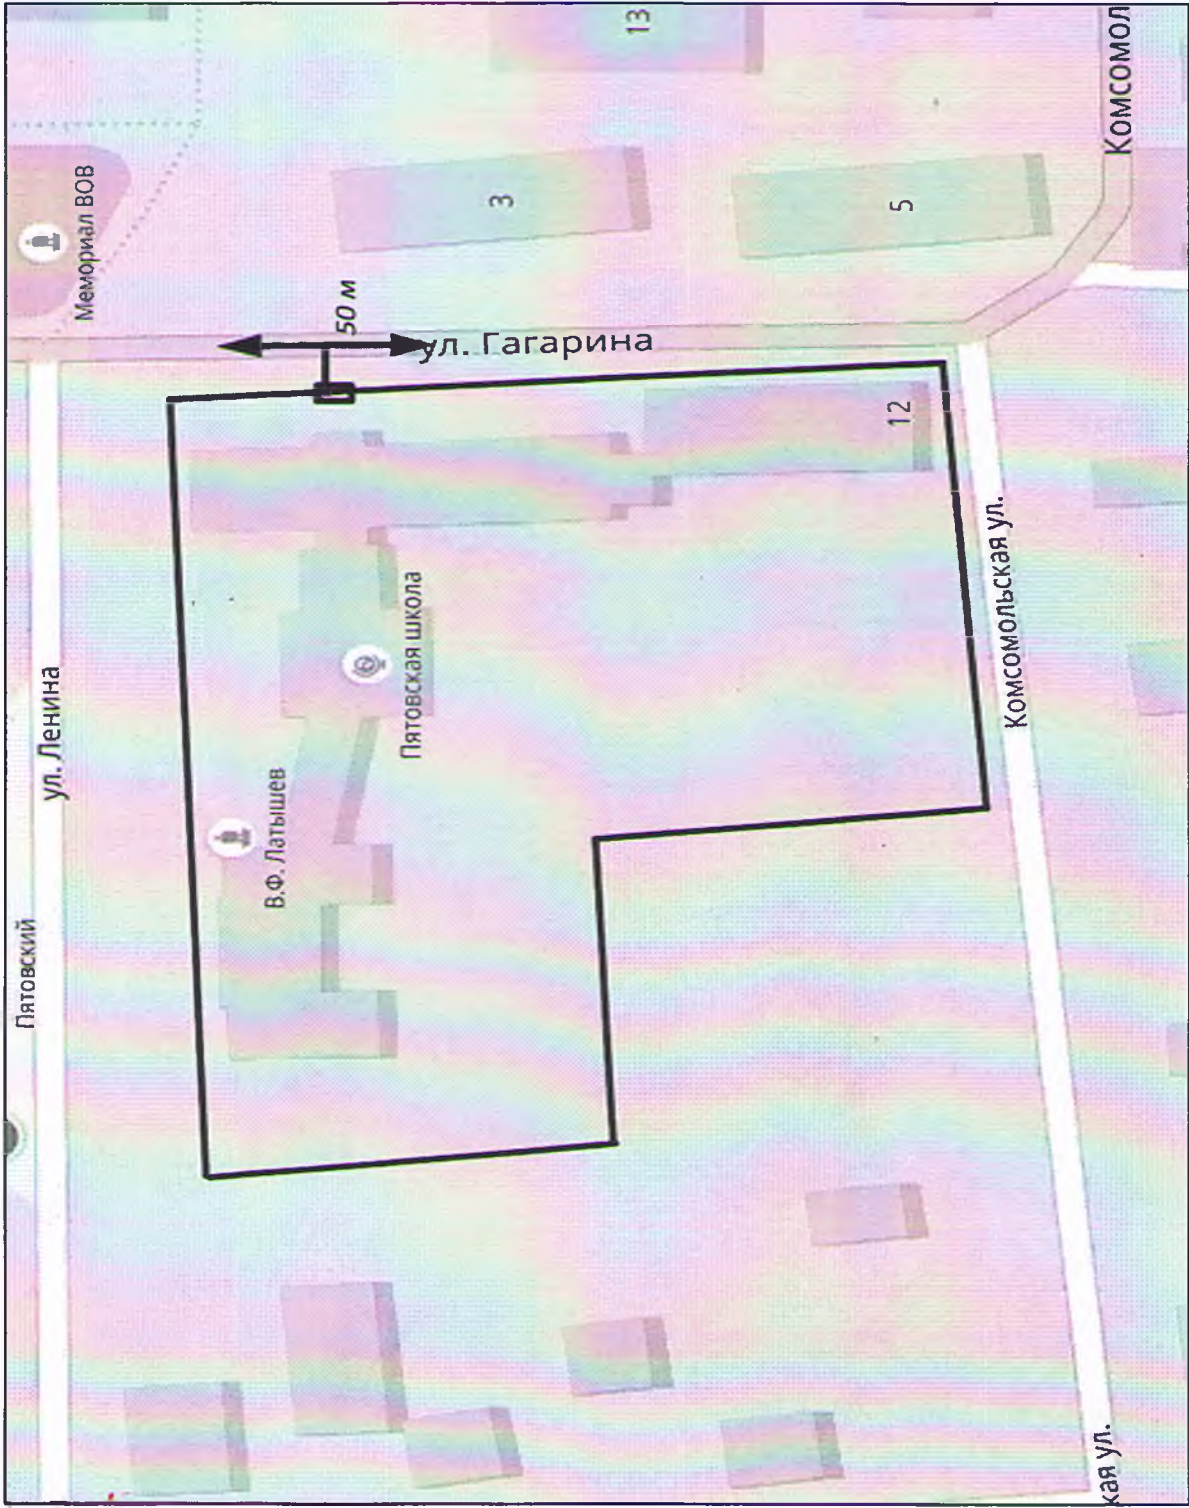 13
Комсомол
Мемориал ВОВ
3
5
50 м
ул. Гагарина
12
ул. Ленина
Пятовская школа
Комсомольская ул.
В.Ф. Латышев
Пятовский
кая ул.